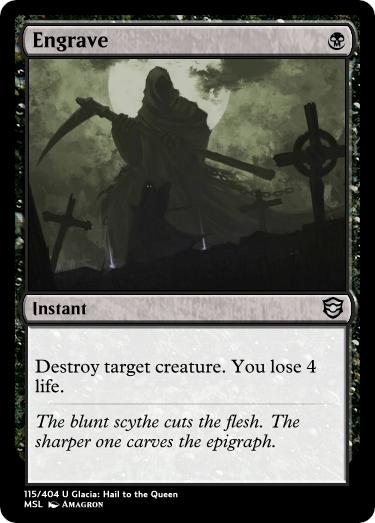 Engrave
Instant
Destroy target creature. You lose 4
life.
The blunt scythe cuts the flesh. The
sharper one carves the epigraph.
115/404 U Glacia: Hail to the Queen
MSL Amagron